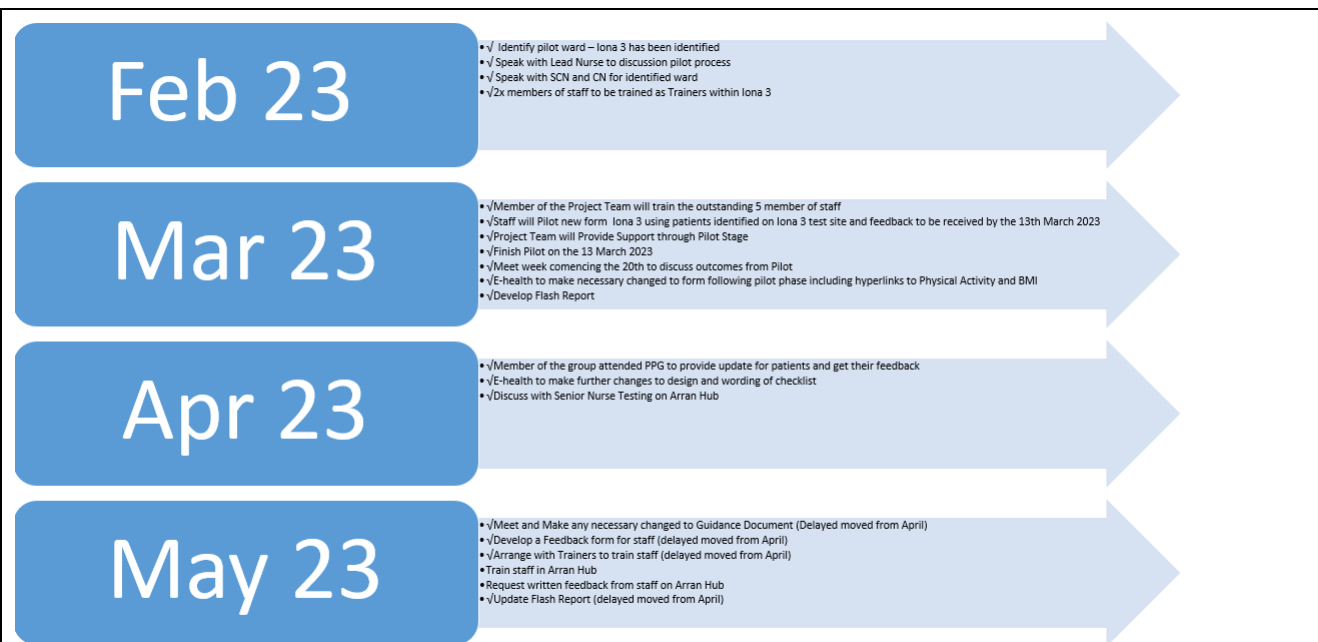 Feb 23
•√ Identify pilot ward – Iona 3 has been identified
•√ Speak with Lead Nurse to discussion pilot process
•√ Speak with SCN and CN for identified ward
•√2x members of staff to be trained as Trainers within Iona 3
Mar 23
•√Member of the Project Team will train the outstanding 5 member of staff
•√Staff will Pilot new form Iona 3 using patients identified on Iona 3 test site and feedback to be received by the 13th March 2023
•√Project Team will Provide Support through Pilot Stage
•√Finish Pilot on the 13 March 2023
•√Meet week comencing the 20th to discuss outcomes from Pilot
•√E-health to make necessary changed to form following pilot phase including hyperlinks to Physical Activity and BMI
•√Develop Flash Report
Apr 23
•√Member of the group attended PPG to provide update for patients and get their feedback
•√E-health to make further changes to design and wording of checklist
•√Discuss with Senior Nurse Testing on Arran Hub
May 23
•√Meet and Make any necessary changed to Guidance Document (Delayed moved from April)
•√Develop a Feedback form for staff (delayed moved from April)
•√Arrange with Trainers to train staff (delayed moved from April)
•Train staff in Arran Hub
•Request written feedback from staff on Arran Hub
•√Update Flash Report (delayed moved from April)